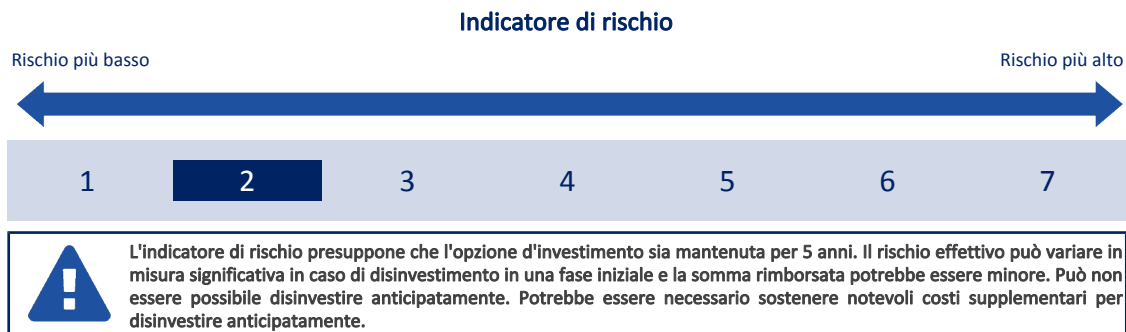 Indicatore di rischio
Rischio più basso
Rischio più alto
1 2 3 4 5 6 7
L'indicatore di rischio presuppone che l'opzione d'investimento sia mantenuta per 5 anni. Il rischio effettivo può variare in
misura significativa in caso di disinvestimento in una fase iniziale e la somma rimborsata potrebbe essere minore. Può non
essere possibile disinvestire anticipatamente. Potrebbe essere necessario sostenere notevoli costi supplementari per
disinvestire anticipatamente.